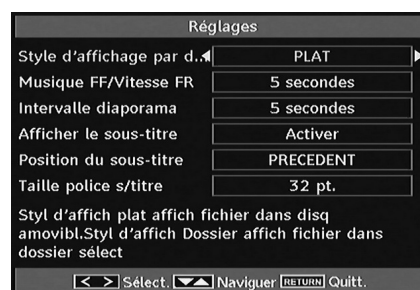 Réglages
Style d'affichage par d.. PLAT
Musique FF/Vitesse FR 5 secondes
Intervalle diaporama 5 secondes
Afficher le sous-titre Activer
Position du sous-titre PRECEDENT
Taille police s/titre 32 pt.
Styl d'affich plat affich fichier dans disq
amovibl.Styl d'affich Dossier affich fichier dans
dossier sélect
< > Sélect. Naviguer RETURN Quitt.